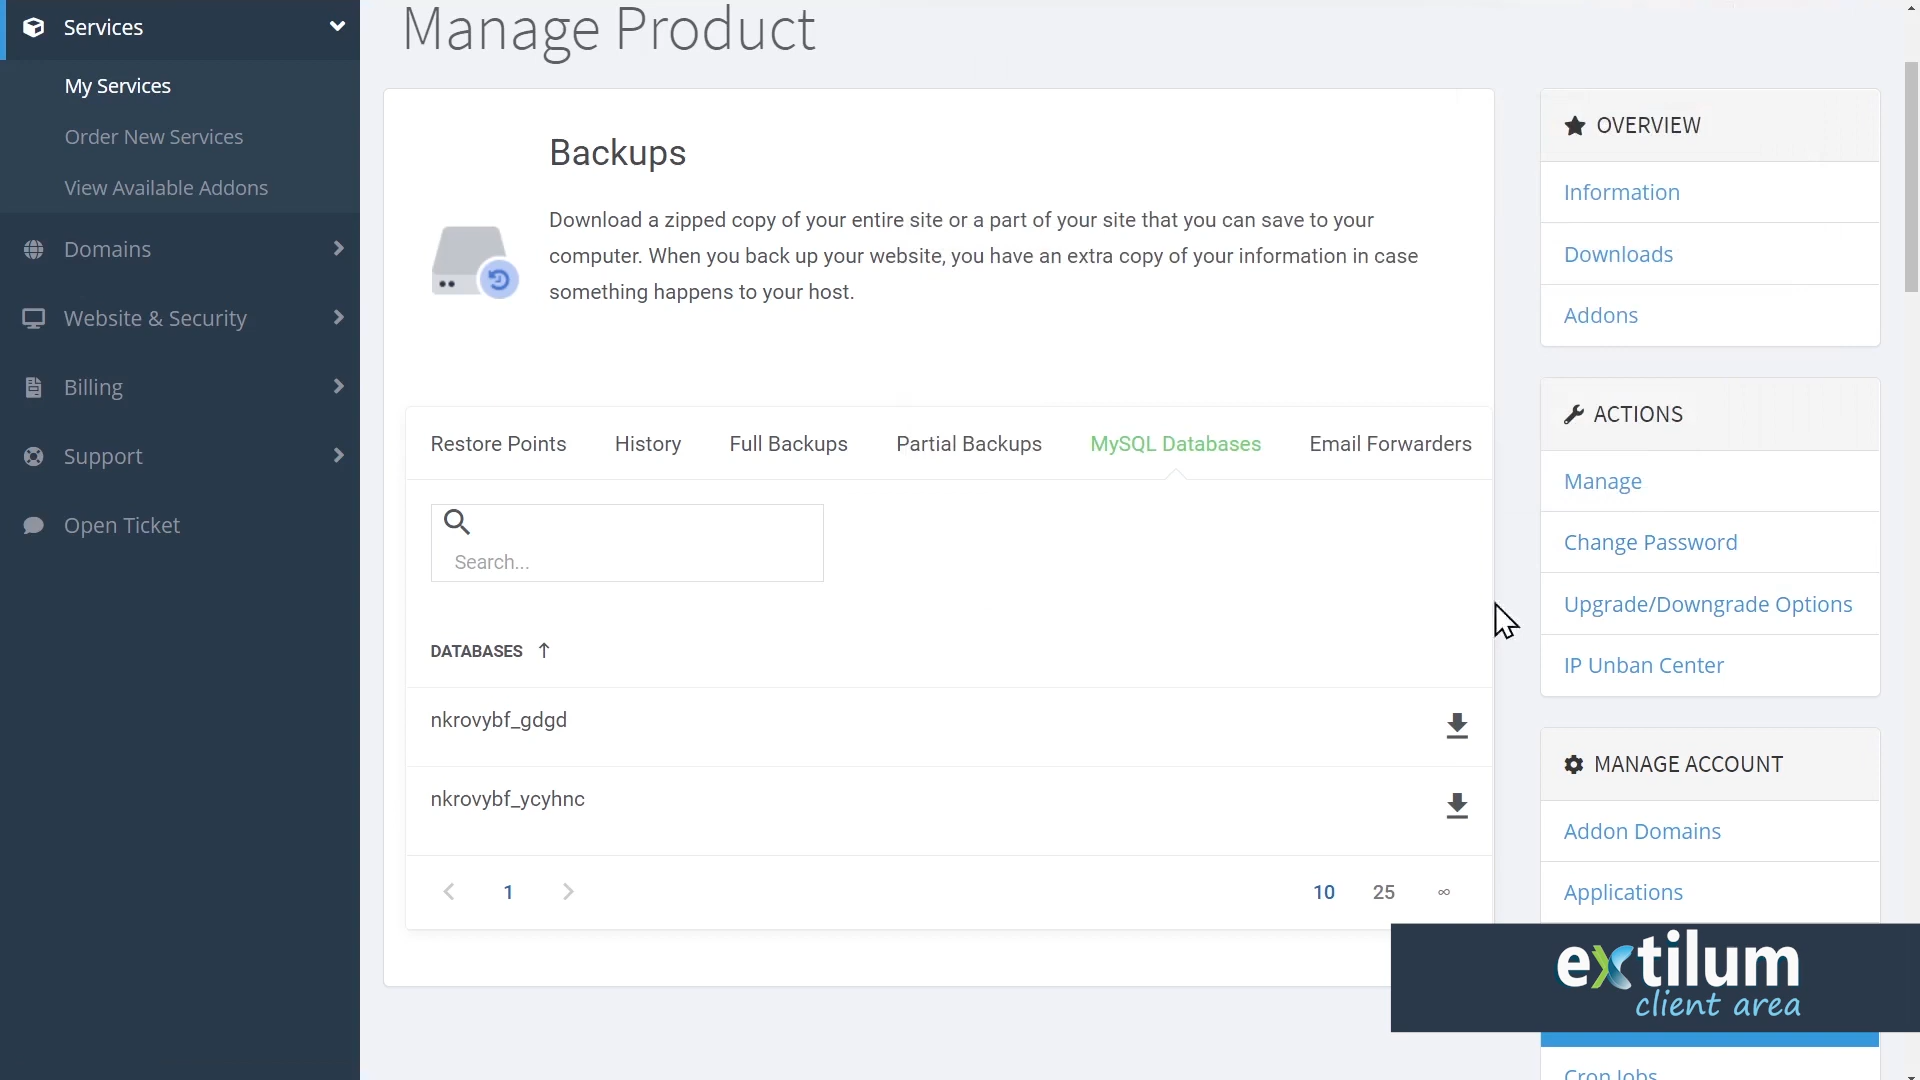 Services
My Services
Order New Services
View Available Addons
Domains
Website & Security
Billing
Support
Open Ticket
Manage Product
Backups
Download a zipped copy of your entire site or a part of your site that you can save to your
computer. When you back up your website, you have an extra copy of your information in case
something happens to your host.
Restore Points History Full Backups Partial Backups MySQL Databases Email Forwarders
Search...
DATABASES ↑
nkrovybf_gdgd
nkrovybf_ycyhnc
1
10 25 ∞
OVERVIEW
Information
Downloads
Addons
ACTIONS
Manage
Change Password
Upgrade/Downgrade Options
IP Unban Center
MANAGE ACCOUNT
Addon Domains
Applications
extilum
client area
Cron Jobs